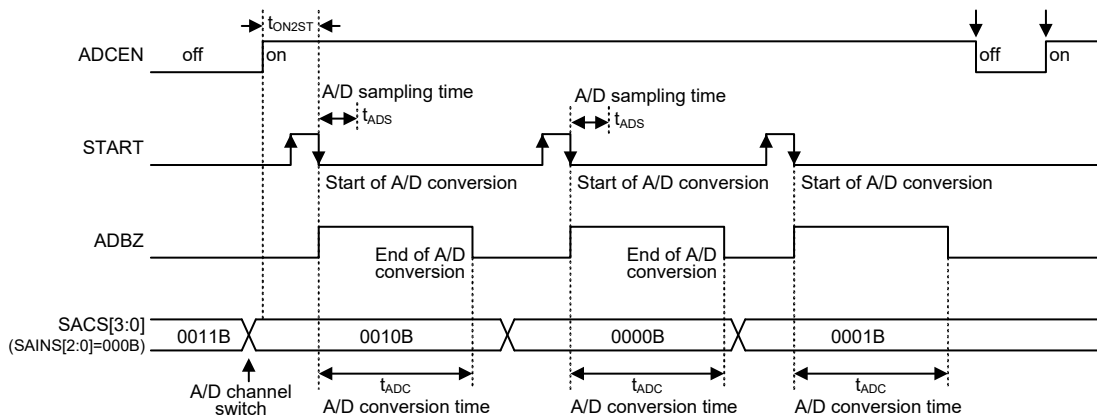 tON2ST
ADCEN
off
on
off
on
A/D sampling time
tADS
A/D sampling time
tADS
START
Start of A/D conversion
Start of A/D conversion
Start of A/D conversion
ADBZ
End of A/D
conversion
End of A/D
conversion
SACS[3:0]
(SAINS[2:0]=000B)
0011B
0010B
0000B
0001B
A/D channel
switch
tADC
A/D conversion time
tADC
A/D conversion time
tADC
A/D conversion time